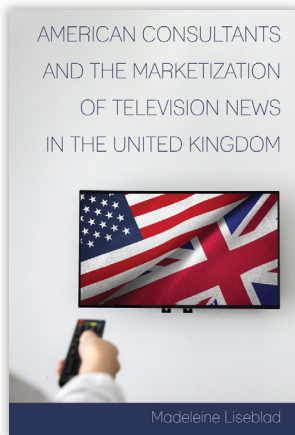 AMERICAN CONSULTANTS
AND THE MARKETIZATION
OF TELEVISION NEWS
IN THE UNITED KINGDOM
Madeleine Liseblad